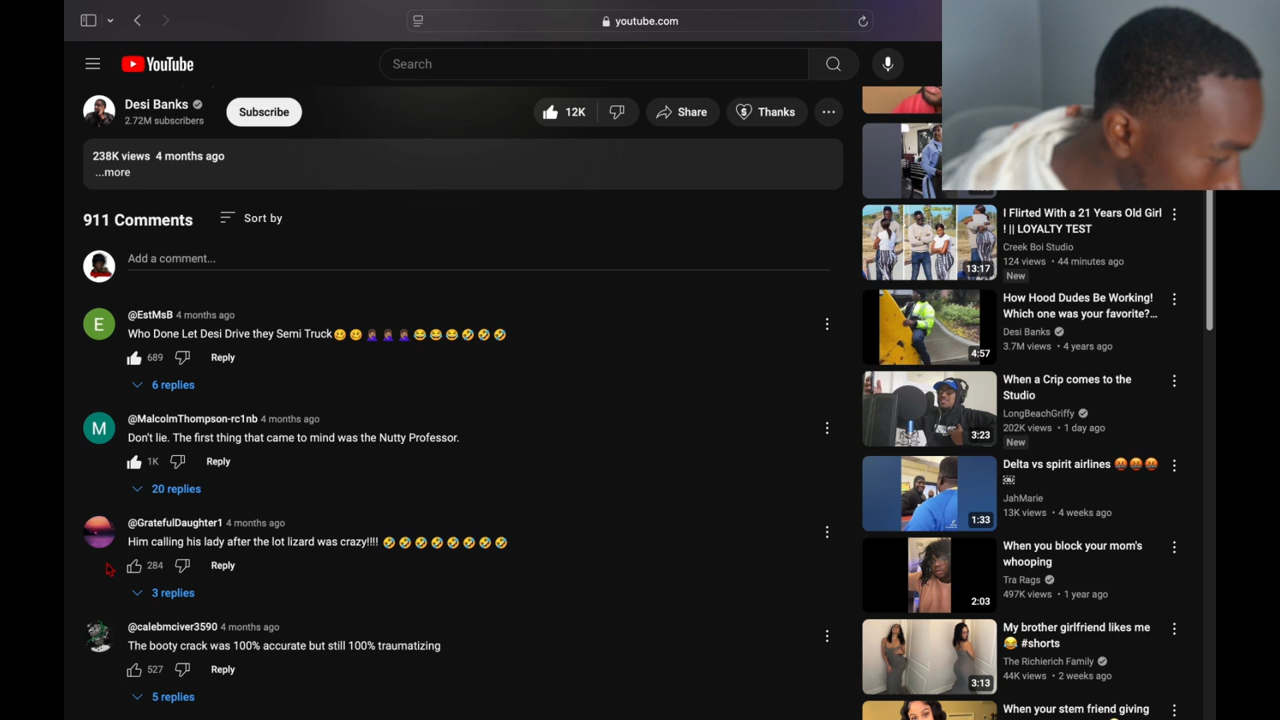 youtube.com
YouTube
Search
Desi Banks
2.72M subscribers
Subscribe
12K
Share
Thanks
238K views 4 months ago
...more
911 Comments
Sort by
Add a comment...
@EstMsB 4 months ago
E
Who Done Let Desi Drive they Semi Truck🥴🥴🤦🏾‍♀️🤦🏾‍♀️🤦🏾‍♀️😂😂😂🤣🤣🤣
689
Reply
6 replies
@MalcolmThompson-rc1nb 4 months ago
M
Don't lie. The first thing that came to mind was the Nutty Professor.
1K
Reply
20 replies
@GratefulDaughter1 4 months ago
Him calling his lady after the lot lizard was crazy!!!! 🤣🤣🤣🤣🤣🤣🤣🤣
284
Reply
3 replies
@calebmciver3590 4 months ago
The booty crack was 100% accurate but still 100% traumatizing
527
Reply
5 replies
I Flirted With a 21 Years Old Girl
! || LOYALTY TEST
Creek Boi Studio
124 views • 44 minutes ago
New
13:17
How Hood Dudes Be Working!
Which one was your favorite?...
Desi Banks
3.7M views • 4 years ago
4:57
When a Crip comes to the
Studio
LongBeachGriffy
202K views • 1 day ago
New
3:23
Delta vs spirit airlines 🤬🤬🤬
JahMarie
13K views • 4 weeks ago
1:33
When you block your mom's
whooping
Tra Rags
497K views • 1 year ago
2:03
My brother girlfriend likes me
😂 #shorts
The Richierich Family
44K views • 2 weeks ago
3:13
When your stem friend giving